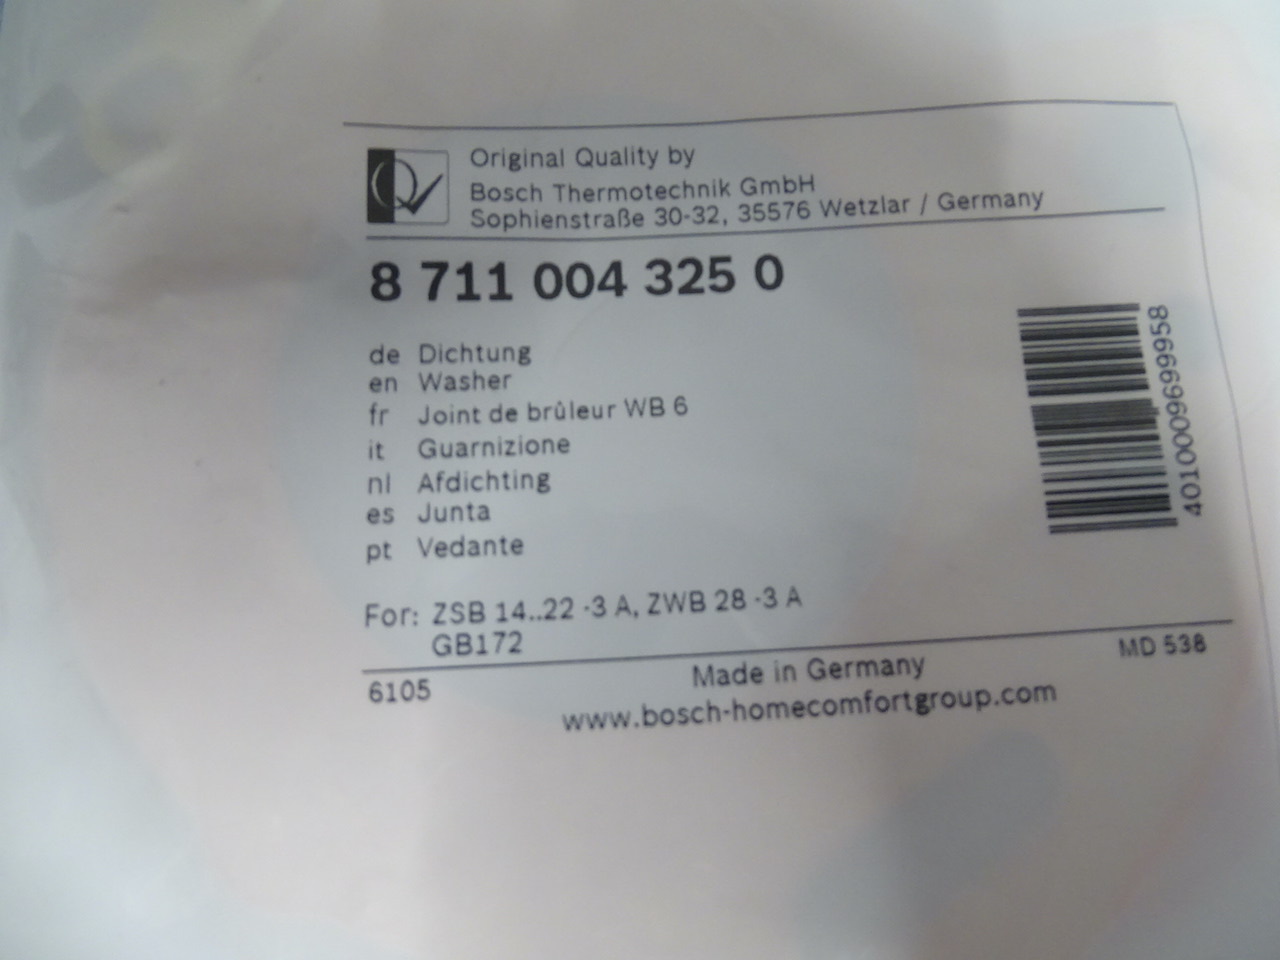 Original Quality by
Bosch Thermotechnik GmbH
Sophienstraße 30-32, 35576 Wetzlar / Germany
8 711 004 325 0
de Dichtung
en Washer
fr Joint de brûleur WB 6
it Guarnizione
nl Afdichting
es Junta
pt Vedante
4010009699958
For: ZSB 14..22 -3 A, ZWB 28 -3 A
GB172
6105
Made in Germany
MD 538
www.bosch-homecomfortgroup.com